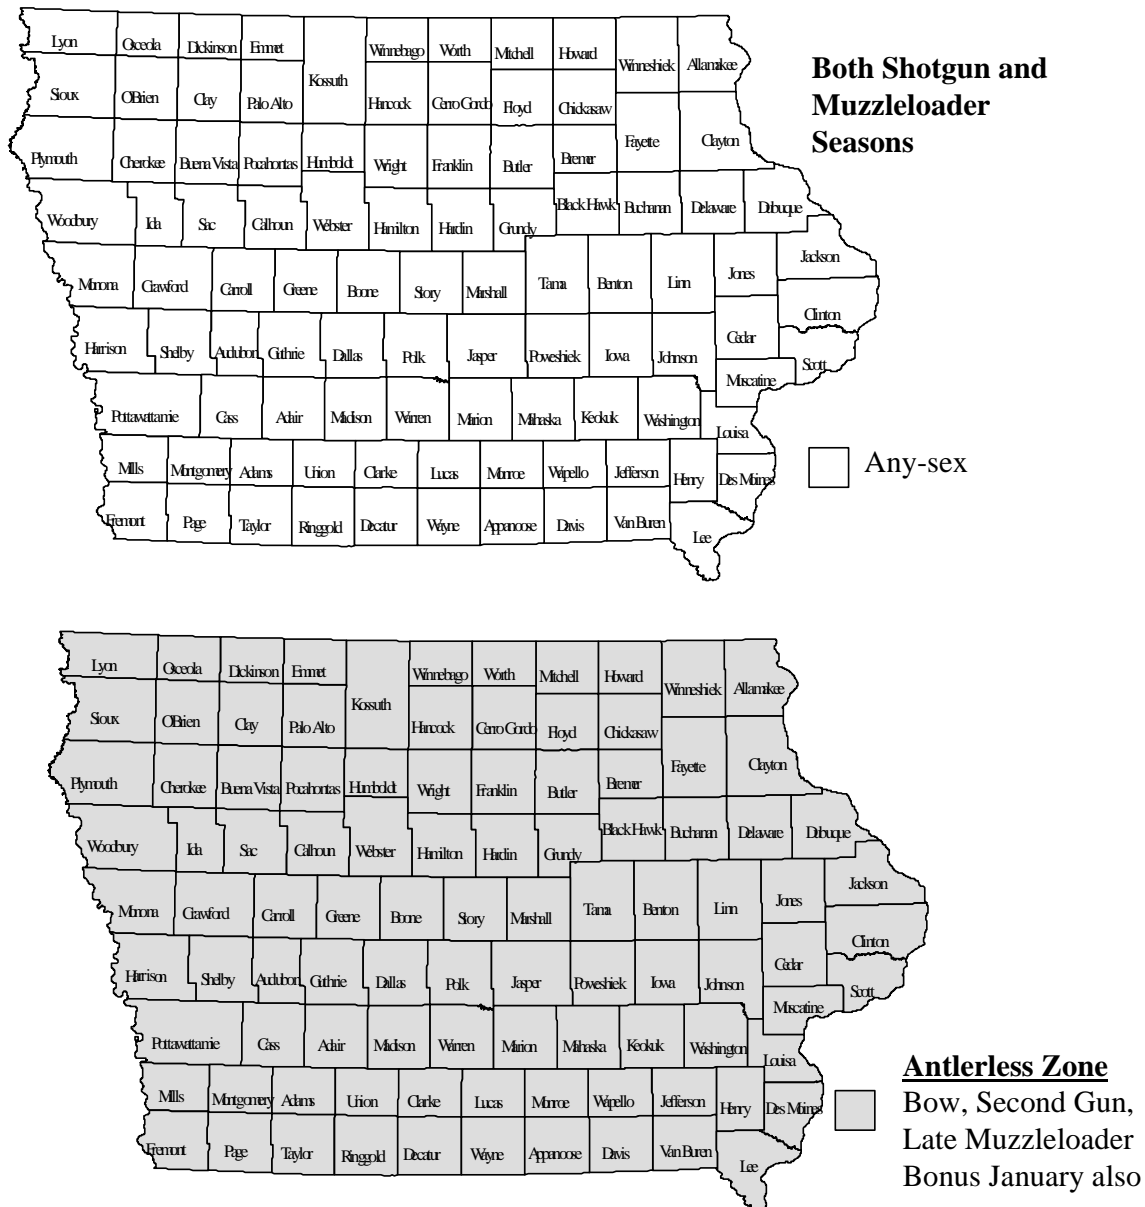 Lyon Osceola Dickinson Emmet Winnebago Worth Mitchell Howard
Kossuth Winneshiek Allamakee
Both Shotgun and
Muzzleloader
Seasons
Sioux O'Brien Clay Palo Alto Hancock Cerro Gordo Floyd Chickasaw
Plymouth Cherokee Buena Vista Pocahontas Humboldt Wright Franklin Butler Bremer Fayette Clayton
Woodbury Ida Sac Calhoun Webster Hamilton Hardin Grundy Black Hawk Buchanan Delaware Dubuque
Monona Crawford Carroll Greene Boone Story Marshall Tama Benton Linn Jones Jackson
Clinton
Harrison Shelby Audubon Guthrie Dallas Polk Jasper Poweshiek Iowa Johnson Cedar Scott
Muscatine
Pottawattamie Cass Adair Madison Warren Marion Mahaska Keokuk Washington Louisa
Any-sex
Mills Montgomery Adams Union Clarke Lucas Monroe Wapello Jefferson Henry Des Moines
Fremont Page Taylor Ringgold Decatur Wayne Appanoose Davis Van Buren Lee
Lyon Osceola Dickinson Emmet Winnebago Worth Mitchell Howard
Kossuth Winneshiek Allamakee
Sioux O'Brien Clay Palo Alto Hancock Cerro Gordo Floyd Chickasaw
Plymouth Cherokee Buena Vista Pocahontas Humboldt Wright Franklin Butler Bremer Fayette Clayton
Woodbury Ida Sac Calhoun Webster Hamilton Hardin Grundy Black Hawk Buchanan Delaware Dubuque
Monona Crawford Carroll Greene Boone Story Marshall Tama Benton Linn Jones Jackson
Clinton
Harrison Shelby Audubon Guthrie Dallas Polk Jasper Poweshiek Iowa Johnson Cedar Scott
Muscatine
Pottawattamie Cass Adair Madison Warren Marion Mahaska Keokuk Washington Louisa
Mills Montgomery Adams Union Clarke Lucas Monroe Wapello Jefferson Henry Des Moines
Fremont Page Taylor Ringgold Decatur Wayne Appanoose Davis Van Buren Lee
Antlerless Zone
Bow, Second Gun,
Late Muzzleloader
Bonus January also